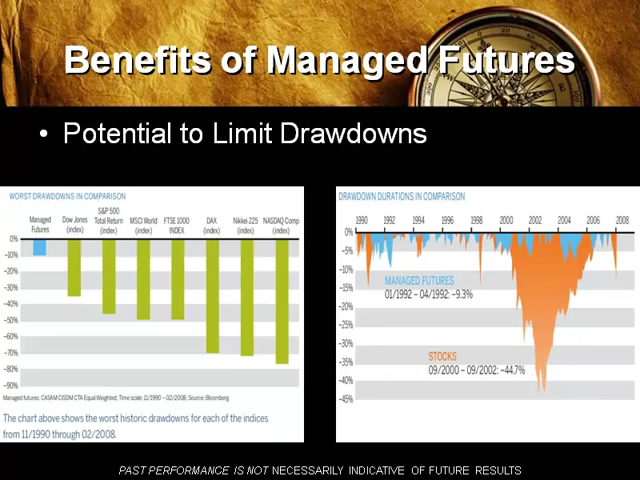 Benefits of Managed Futures
• Potential to Limit Drawdowns
WORST DRAWDOWNS IN COMPARISON
Managed Futures
Dow Jones (index)
S&P 500 Total Return (index)
MSCI World (index)
FTSE 1000 INDEX
DAX (index)
Nikkei 225 (index)
NASDAQ Comp (index)
0%
–10%
–20%
–30%
–40%
–50%
–60%
–70%
–80%
–90%
Managed futures: CASAM CISDM CTA Equal Weighted; Time scale: 11/1990 – 02/2008. Source: Bloomberg
The chart above shows the worst historic drawdowns for each of the indices
from 11/1990 through 02/2008.
DRAWDOWN DURATIONS IN COMPARISON
1990 1992 1994 1996 1998 2000 2002 2004 2006 2008
0%
–5%
–10%
–15%
–20%
–25%
–30%
–35%
–40%
–45%
MANAGED FUTURES
01/1992 – 04/1992: –9.3%
STOCKS
09/2000 – 09/2002: –44.7%
PAST PERFORMANCE IS NOT NECESSARILY INDICATIVE OF FUTURE RESULTS